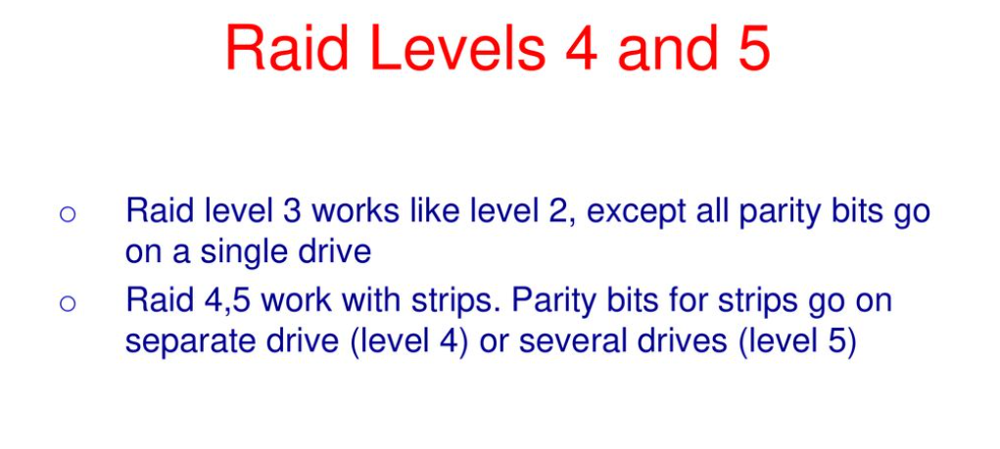 Raid Levels 4 and 5
Raid level 3 works like level 2, except all parity bits go
on a single drive
Raid 4,5 work with strips. Parity bits for strips go on
separate drive (level 4) or several drives (level 5)